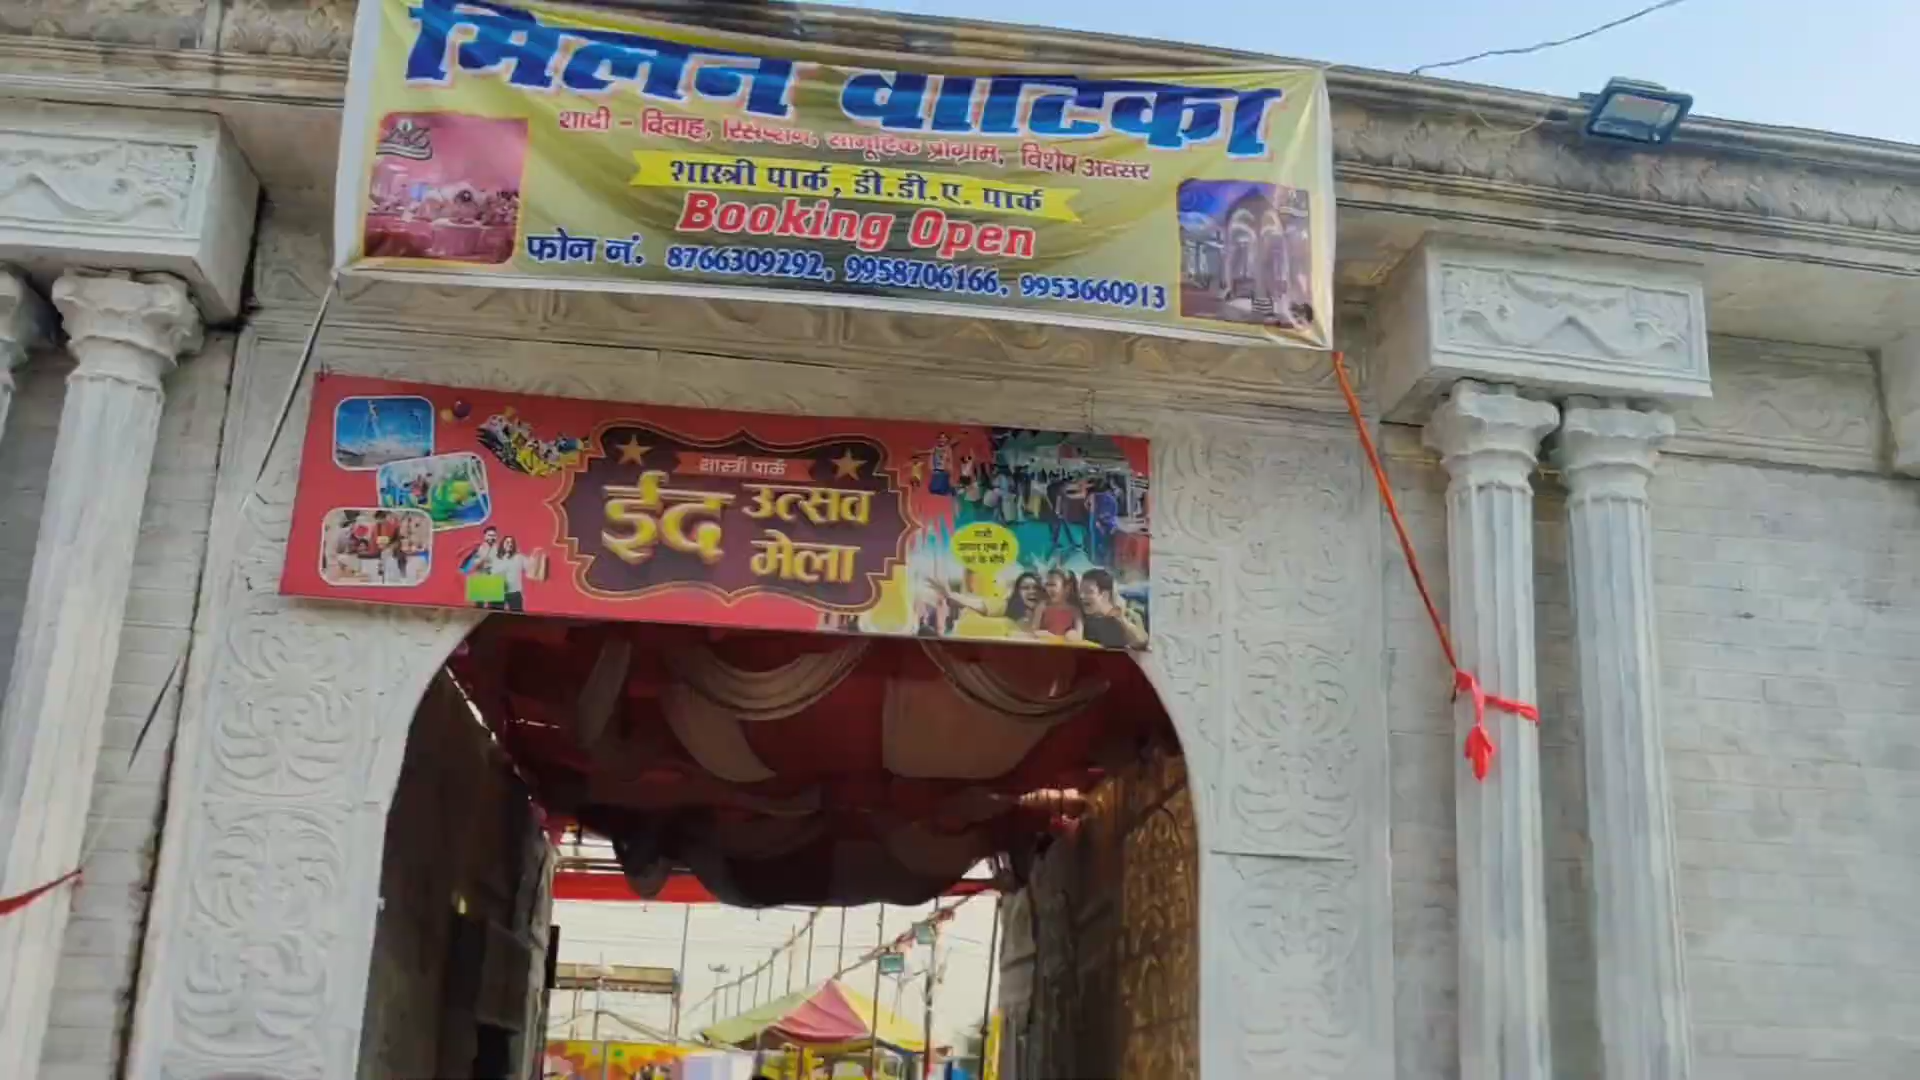 मिलन वाटिका
शादी - विवाह, रिसेप्शन, सामूहिक प्रोग्राम, विशेष अवसर
शास्त्री पार्क, डी.डी.ए. पार्क
Booking Open
फोन नं. 8766309292, 9958706166, 9953660913
शास्त्री पार्क
ईद उत्सव
मेला